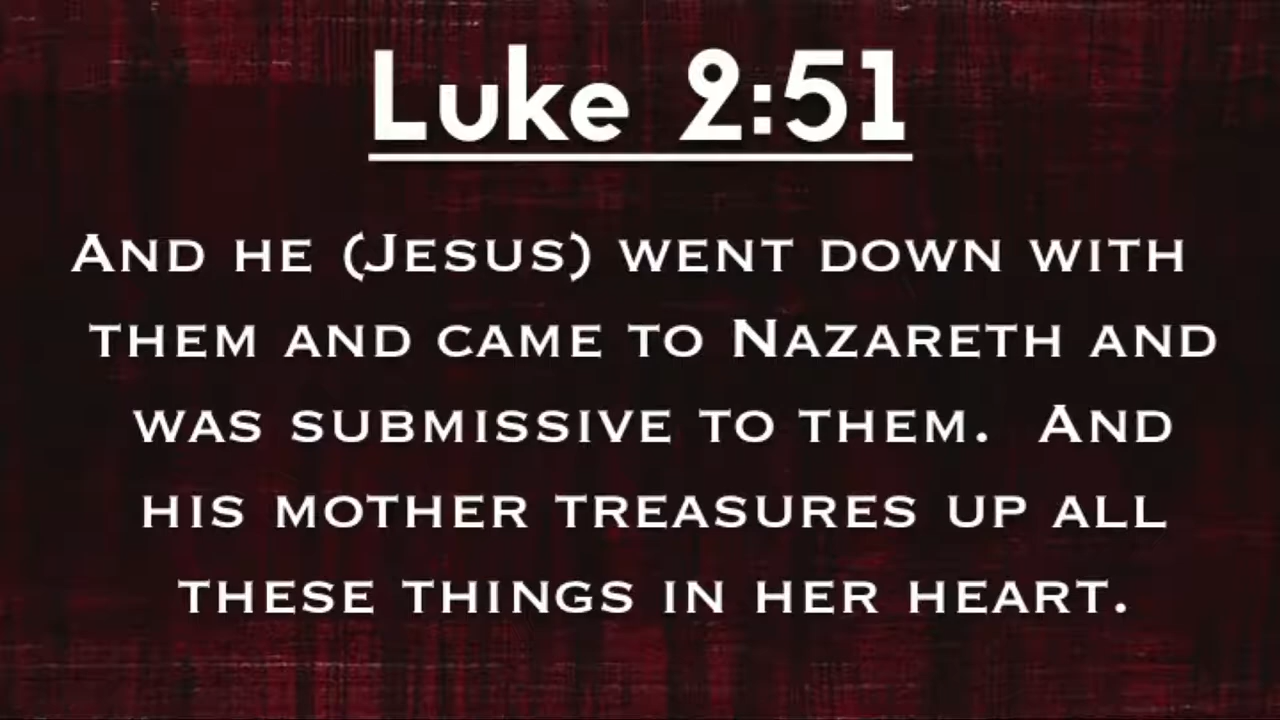 Luke 2:51
And he (Jesus) went down with
them and came to Nazareth and
was submissive to them.  And
his mother treasures up all
these things in her heart.